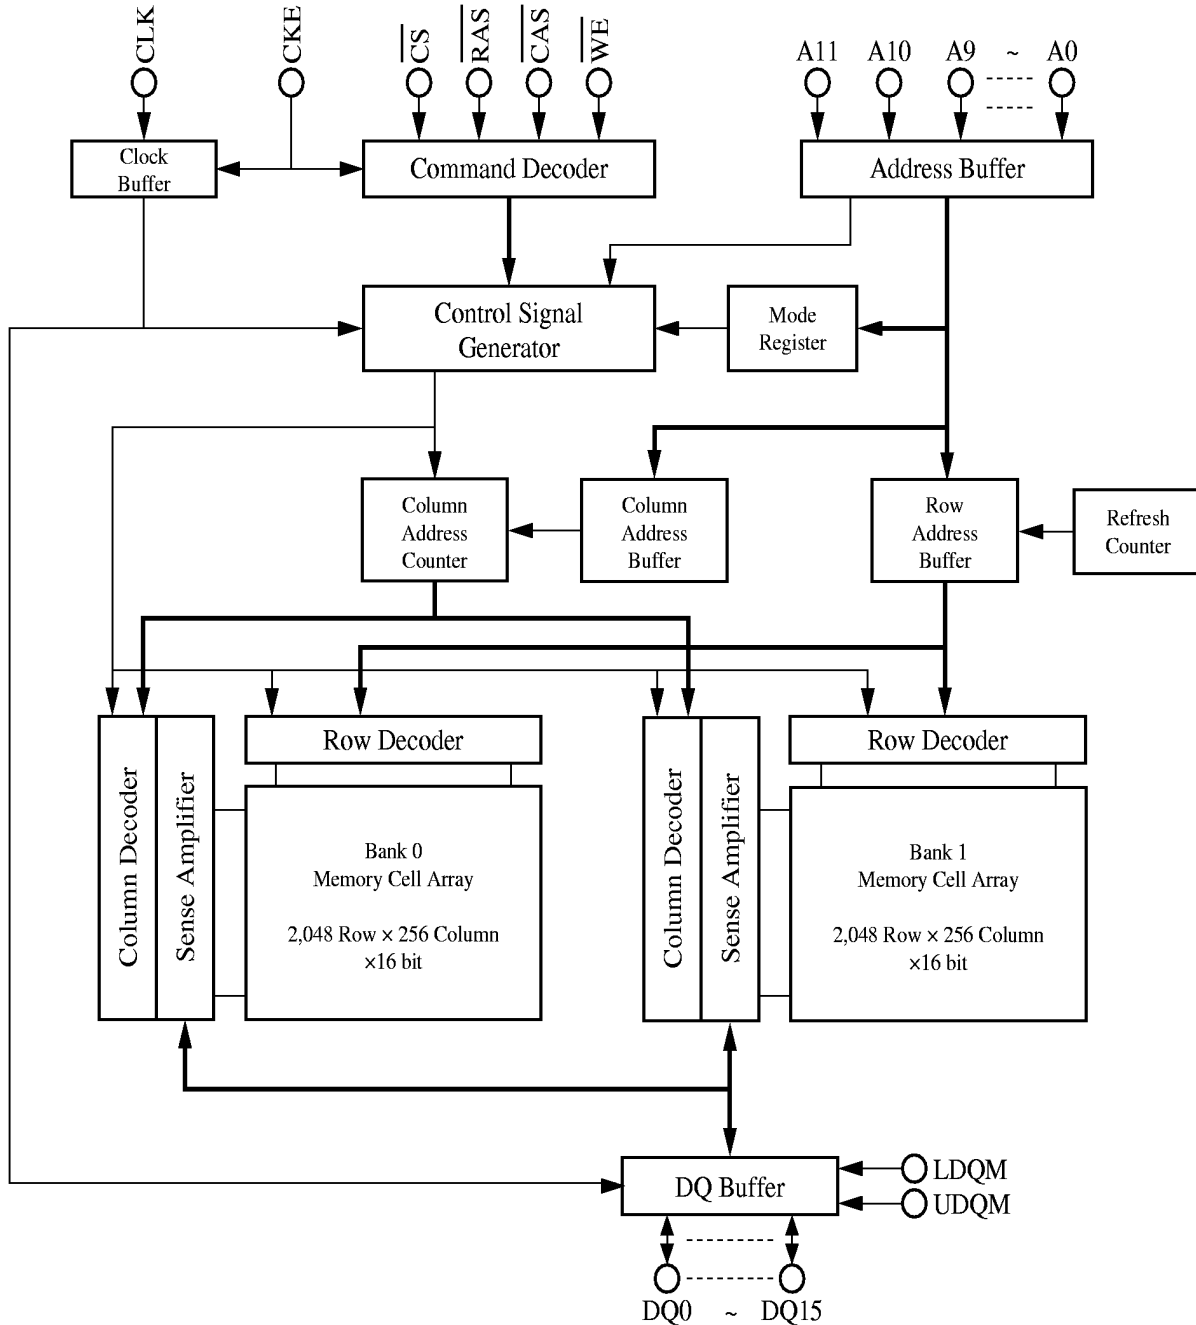 CLK
CKE
CS
RAS
CAS
WE
A11 A10 A9 ~ A0
Clock
Buffer
Command Decoder
Address Buffer
Control Signal
Generator
Mode
Register
Column
Address
Counter
Column
Address
Buffer
Row
Address
Buffer
Refresh
Counter
Column Decoder
Sense Amplifier
Row Decoder
Bank 0
Memory Cell Array
2,048 Row × 256 Column
×16 bit
Column Decoder
Sense Amplifier
Row Decoder
Bank 1
Memory Cell Array
2,048 Row × 256 Column
×16 bit
DQ Buffer
LDQM
UDQM
DQ0 ~ DQ15